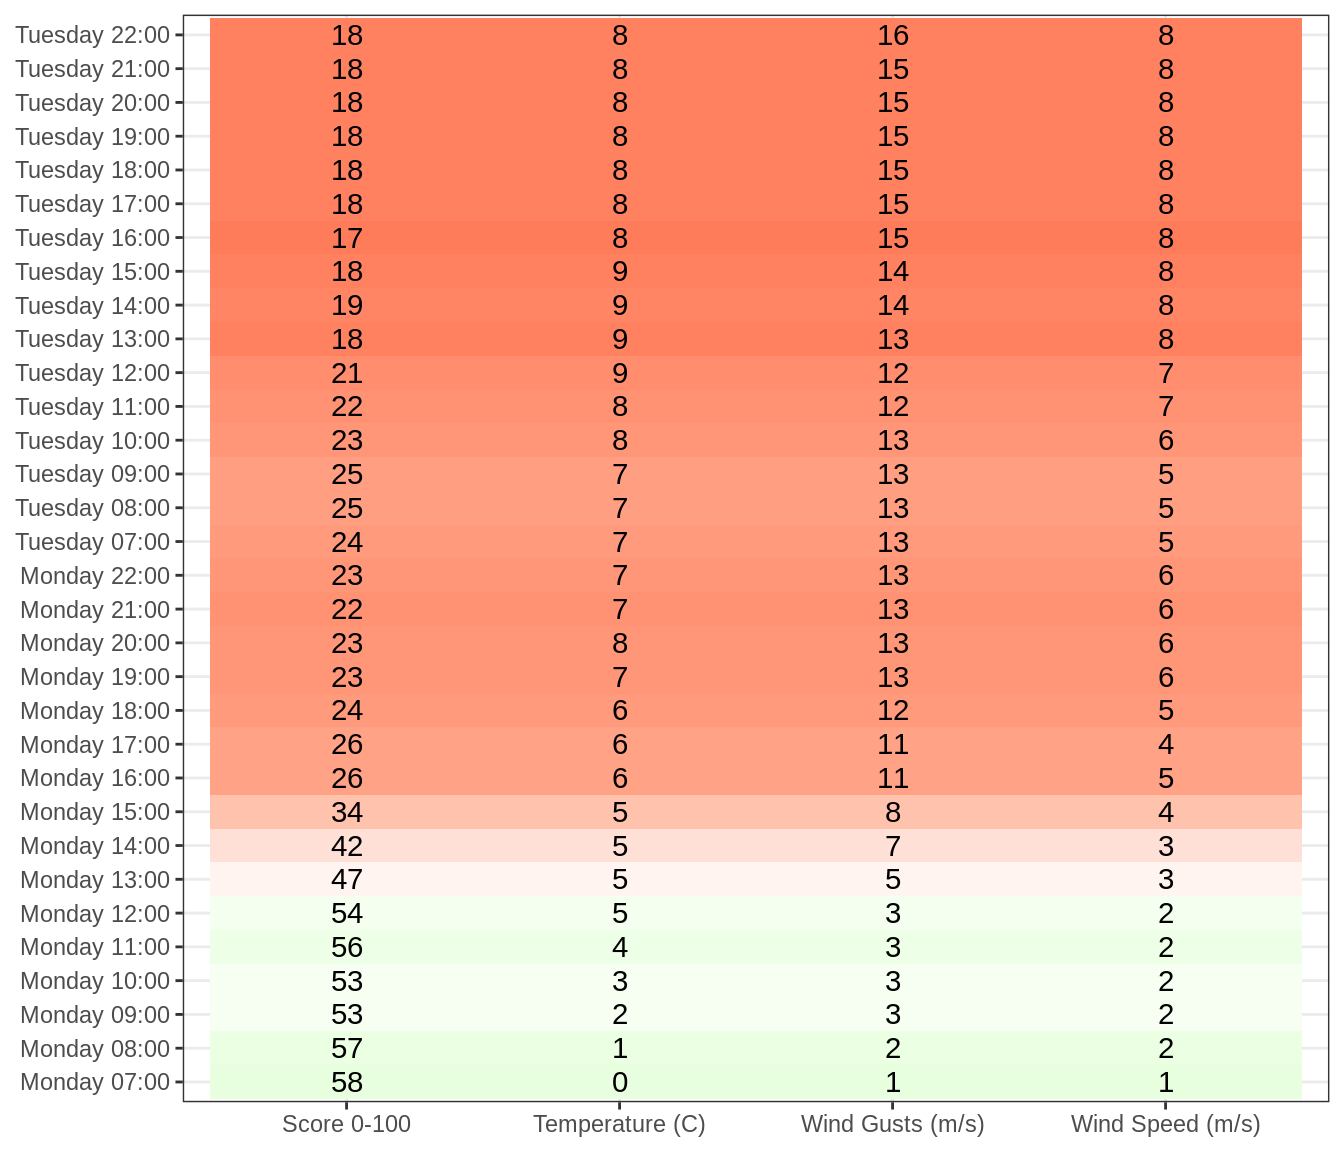 Tuesday 22:00 18 8 16 8
Tuesday 21:00 18 8 15 8
Tuesday 20:00 18 8 15 8
Tuesday 19:00 18 8 15 8
Tuesday 18:00 18 8 15 8
Tuesday 17:00 18 8 15 8
Tuesday 16:00 17 8 15 8
Tuesday 15:00 18 9 14 8
Tuesday 14:00 19 9 14 8
Tuesday 13:00 18 9 13 8
Tuesday 12:00 21 9 12 7
Tuesday 11:00 22 8 12 7
Tuesday 10:00 23 8 13 6
Tuesday 09:00 25 7 13 5
Tuesday 08:00 25 7 13 5
Tuesday 07:00 24 7 13 5
Monday 22:00 23 7 13 6
Monday 21:00 22 7 13 6
Monday 20:00 23 8 13 6
Monday 19:00 23 7 13 6
Monday 18:00 24 6 12 5
Monday 17:00 26 6 11 4
Monday 16:00 26 6 11 5
Monday 15:00 34 5 8 4
Monday 14:00 42 5 7 3
Monday 13:00 47 5 5 3
Monday 12:00 54 5 3 2
Monday 11:00 56 4 3 2
Monday 10:00 53 3 3 2
Monday 09:00 53 2 3 2
Monday 08:00 57 1 2 2
Monday 07:00 58 0 1 1
Score 0-100 Temperature (C) Wind Gusts (m/s) Wind Speed (m/s)